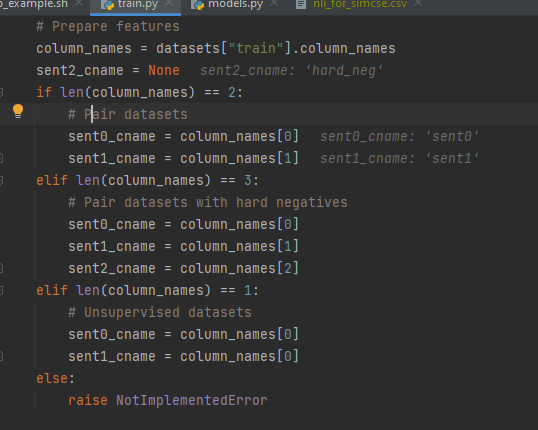 o_example.sh train.py models.py nli_for_simcse.csv
# Prepare features
column_names = datasets["train"].column_names
sent2_cname = None sent2_cname: 'hard_neg'
if len(column_names) == 2:
# Pair datasets
sent0_cname = column_names[0] sent0_cname: 'sent0'
sent1_cname = column_names[1] sent1_cname: 'sent1'
elif len(column_names) == 3:
# Pair datasets with hard negatives
sent0_cname = column_names[0]
sent1_cname = column_names[1]
sent2_cname = column_names[2]
elif len(column_names) == 1:
# Unsupervised datasets
sent0_cname = column_names[0]
sent1_cname = column_names[0]
else:
raise NotImplementedError